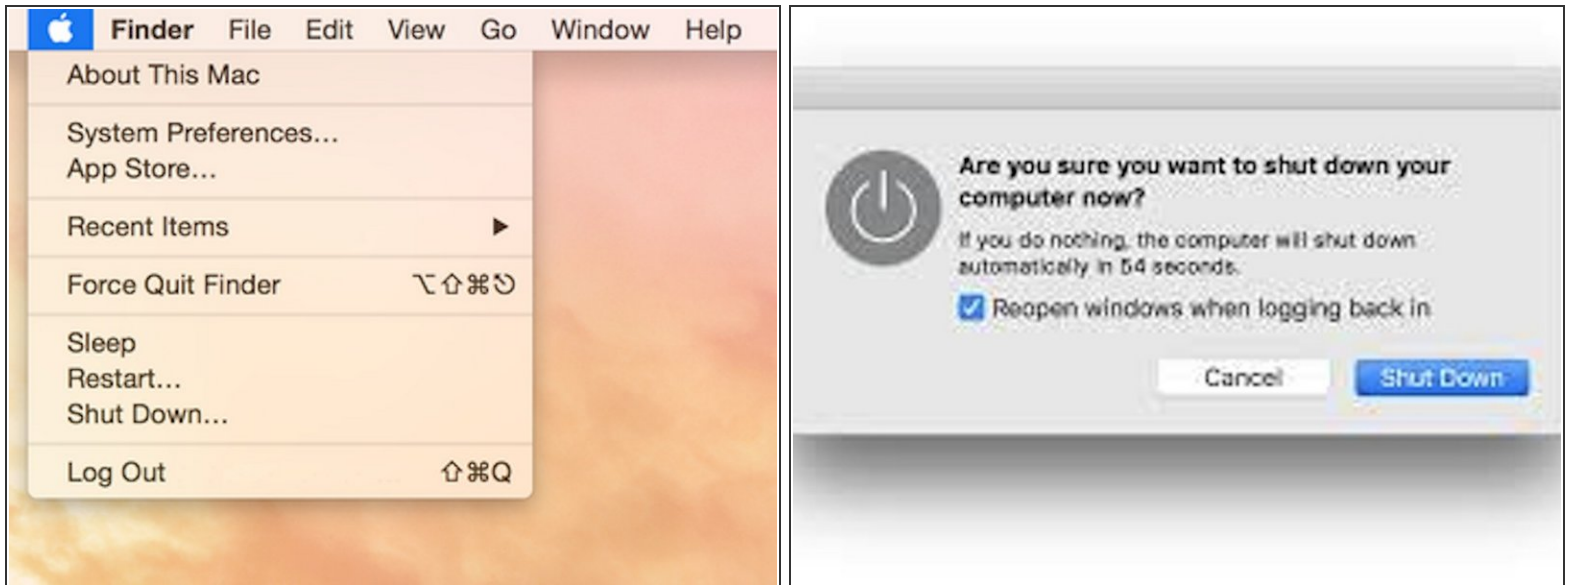 Finder File Edit View Go Window Help
About This Mac
System Preferences...
App Store...
Recent Items ▶
Force Quit Finder ⌥⇧⌘⎋
Sleep
Restart...
Shut Down...
Log Out ⇧⌘Q
Are you sure you want to shut down your
computer now?
If you do nothing, the computer will shut down
automatically in 54 seconds.
Reopen windows when logging back in
Cancel Shut Down